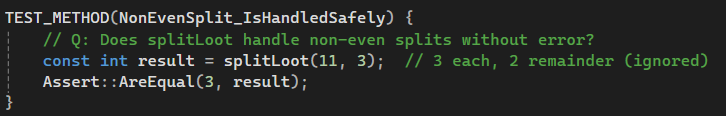 TEST_METHOD(NonEvenSplit_IsHandledSafely) {
// Q: Does splitLoot handle non-even splits without error?
const int result = splitLoot(11, 3);  // 3 each, 2 remainder (ignored)
Assert::AreEqual(3, result);
}